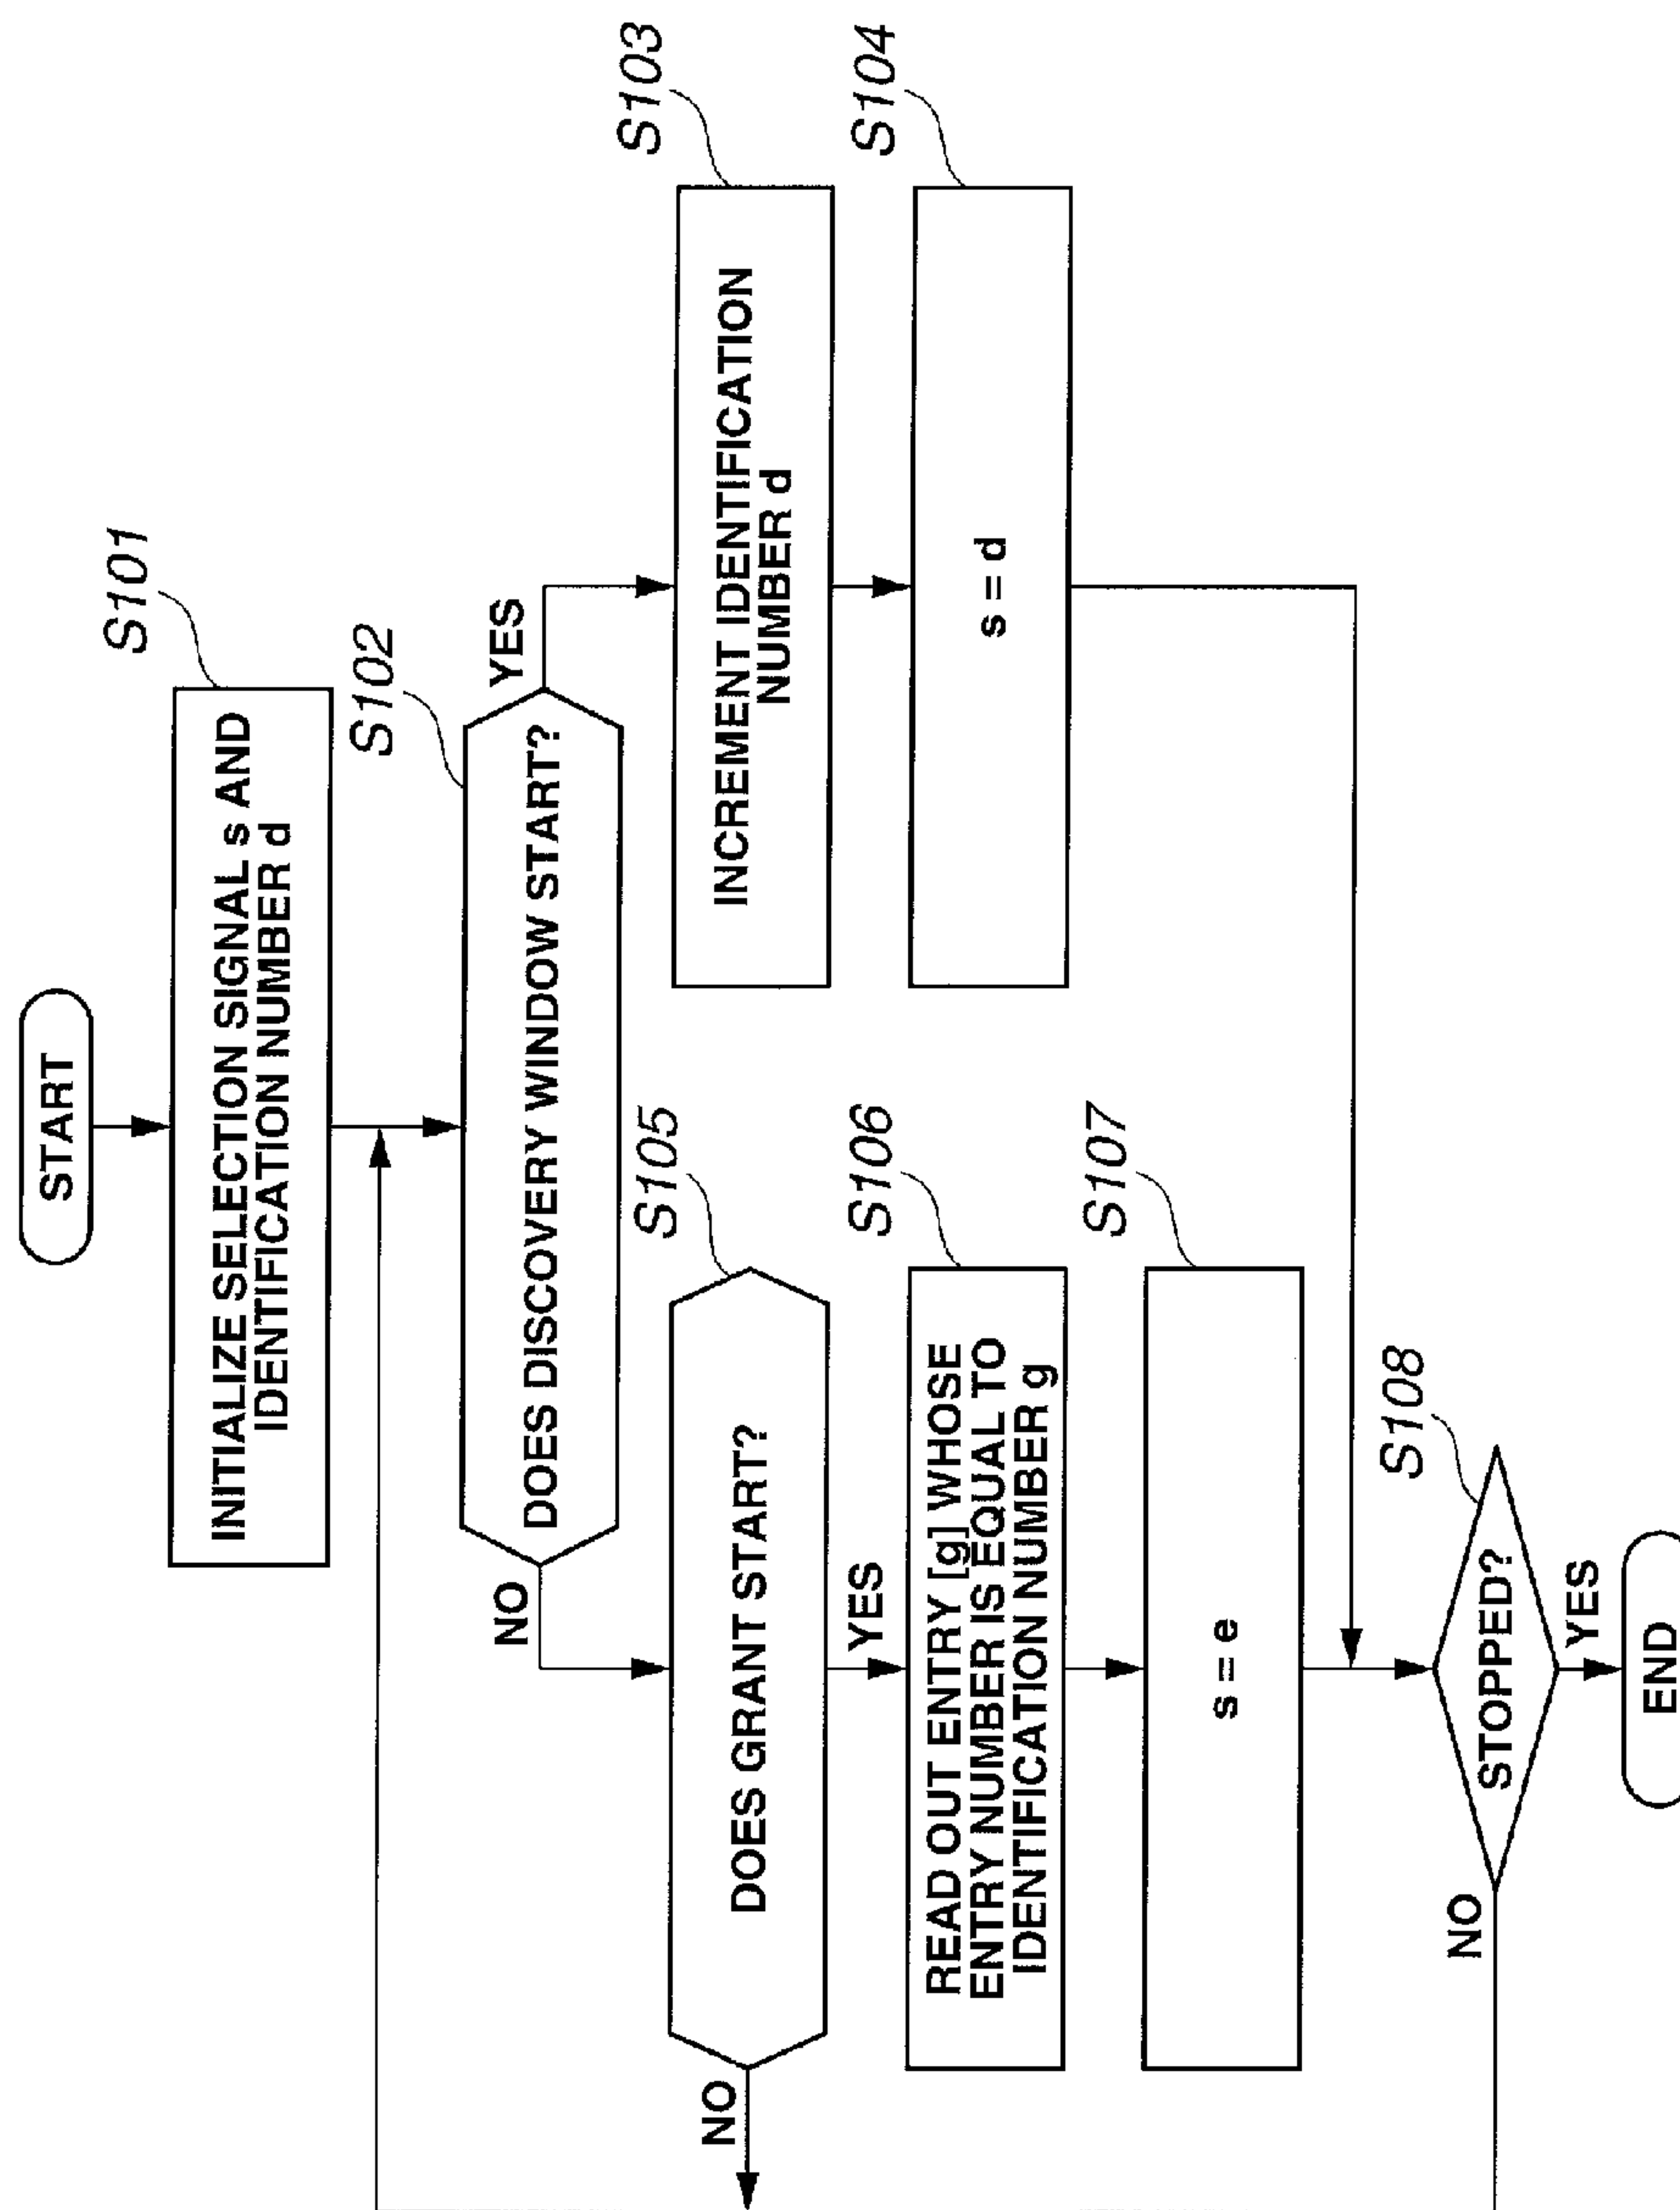 START
S101
INITIALIZE SELECTION SIGNAL s AND
IDENTIFICATION NUMBER d
S102
DOES DISCOVERY WINDOW START?
YES
NO
S103
INCREMENT IDENTIFICATION
NUMBER d
S104
s = d
S105
DOES GRANT START?
NO
YES
S106
READ OUT ENTRY [g] WHOSE
ENTRY NUMBER IS EQUAL TO
IDENTIFICATION NUMBER g
S107
s = e
S108
STOPPED?
NO
YES
END